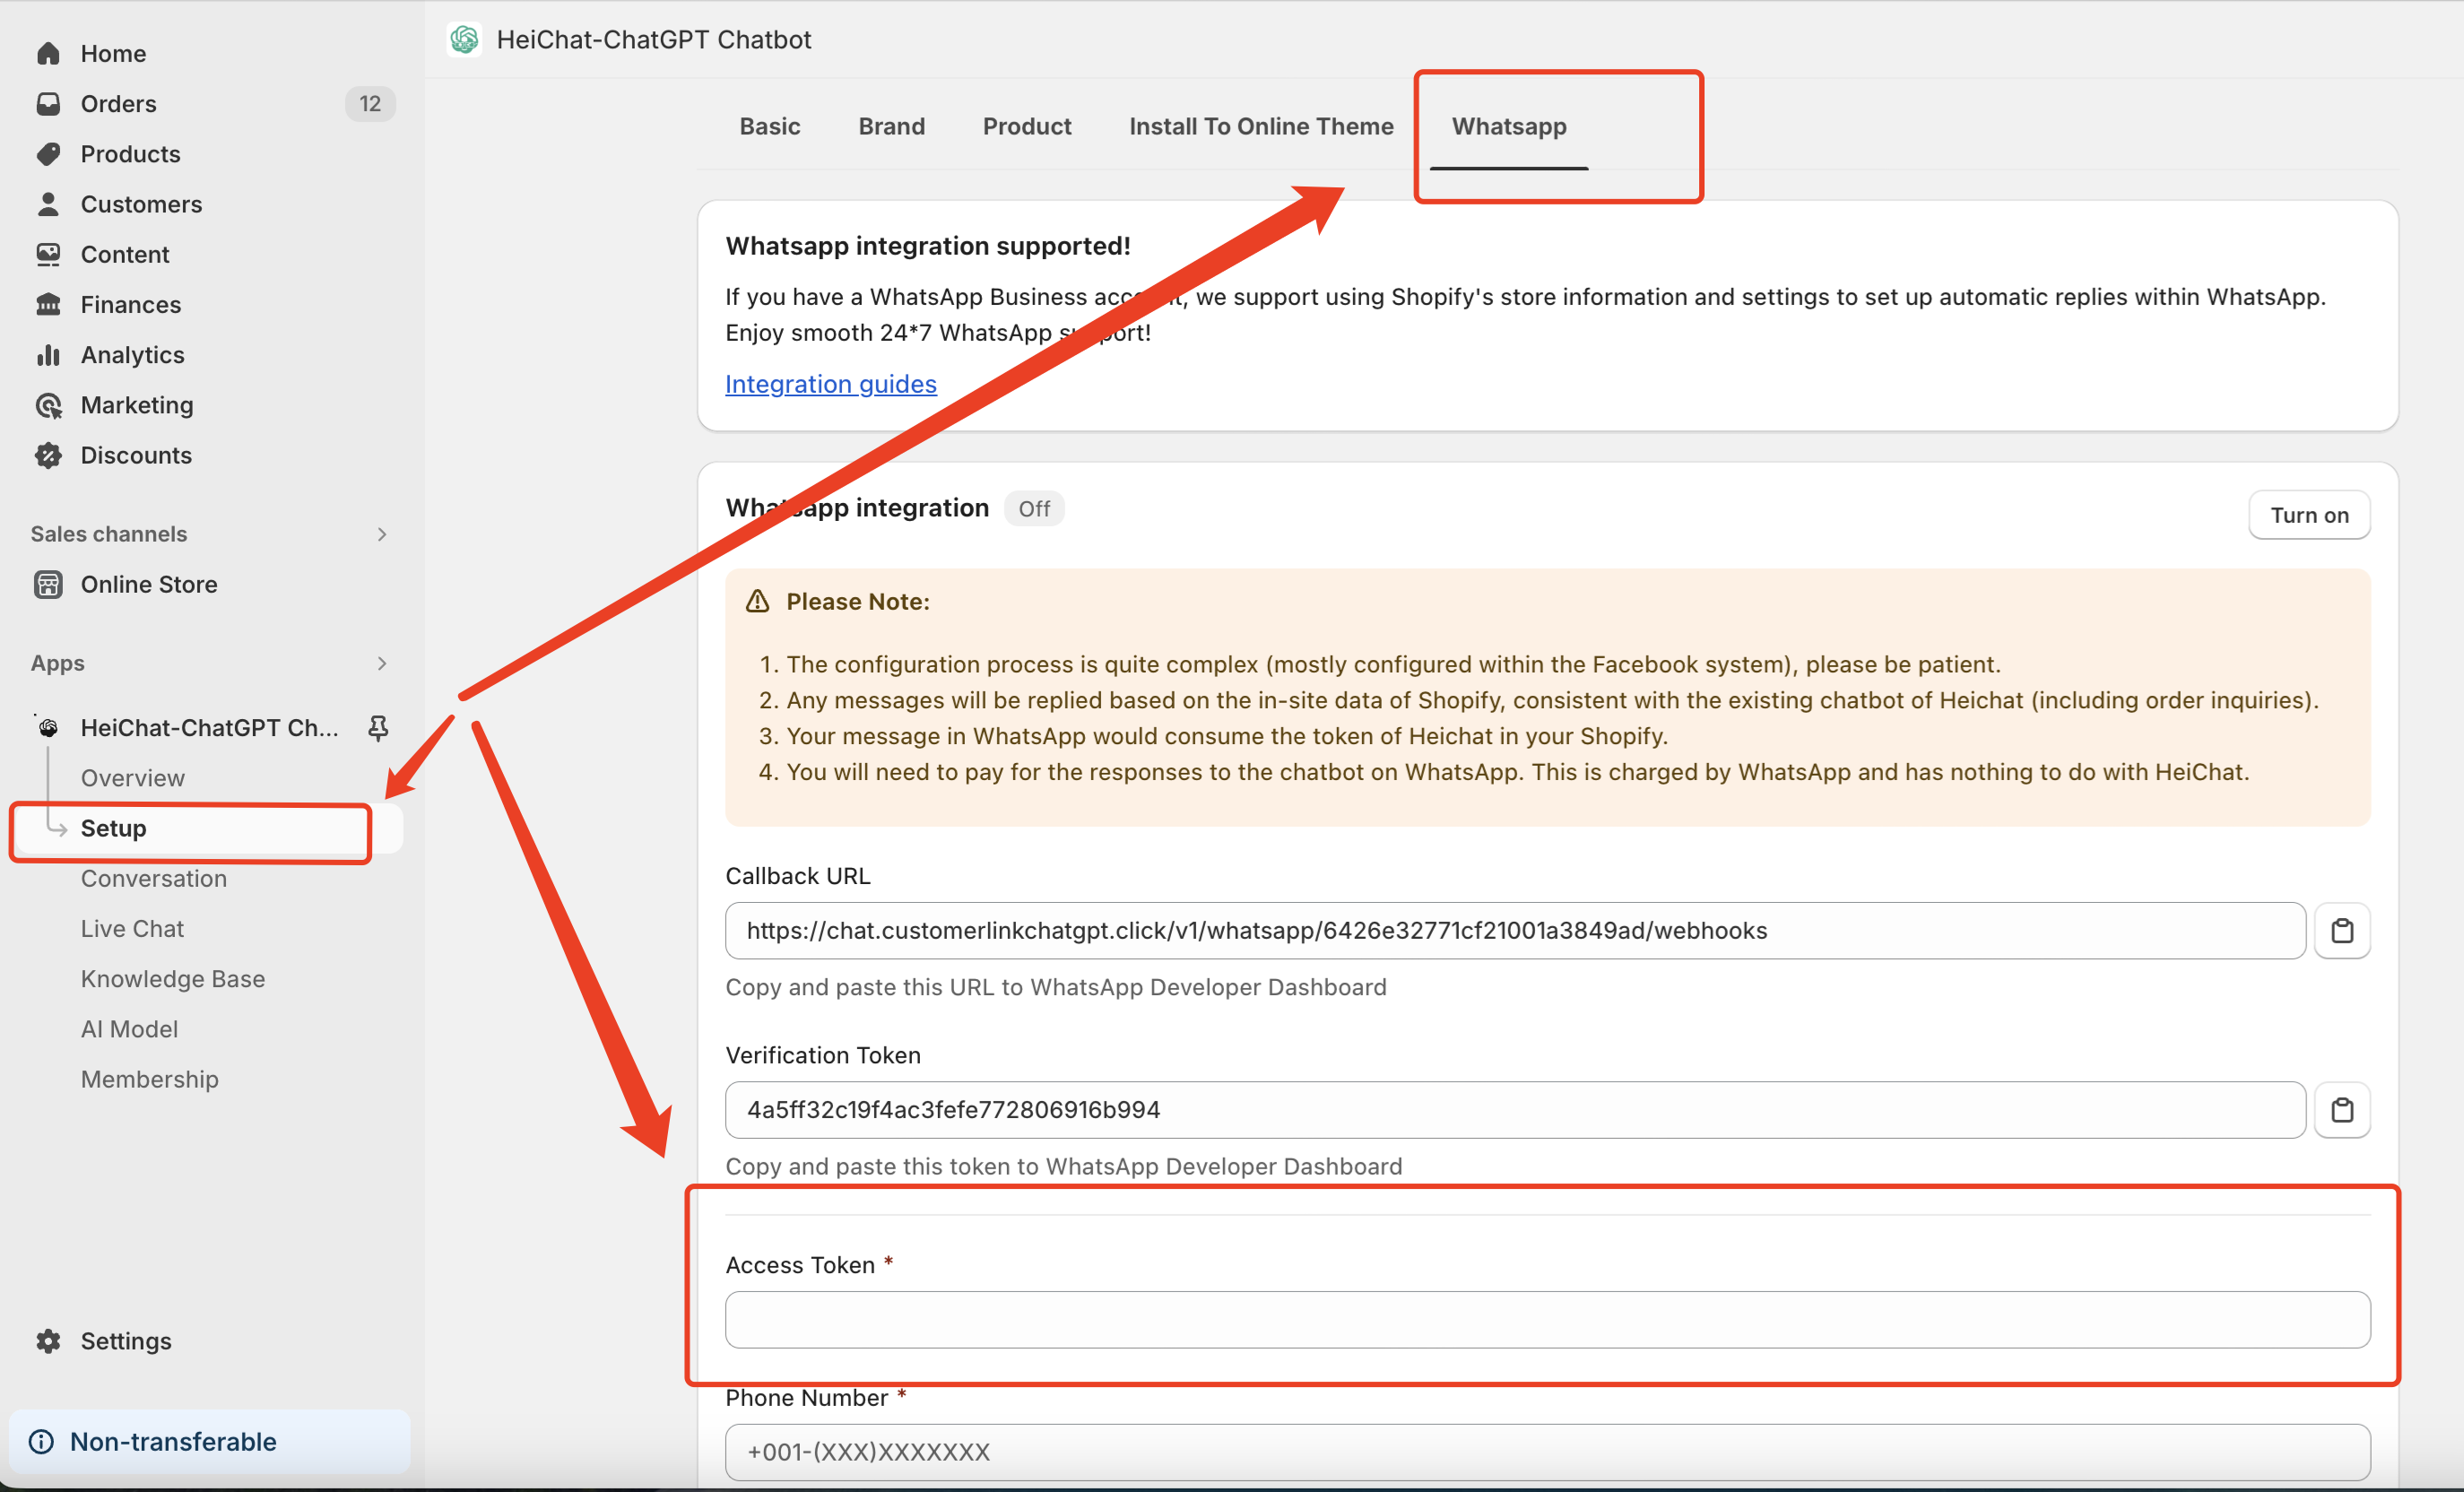 Home
Orders 12
Products
Customers
Content
Finances
Analytics
Marketing
Discounts
Sales channels
Online Store
Apps
HeiChat-ChatGPT Ch...
Overview
Setup
Conversation
Live Chat
Knowledge Base
AI Model
Membership
Settings
Non-transferable
HeiChat-ChatGPT Chatbot
Basic Brand Product Install To Online Theme Whatsapp
Whatsapp integration supported!
If you have a WhatsApp Business account, we support using Shopify's store information and settings to set up automatic replies within WhatsApp.
Enjoy smooth 24*7 WhatsApp support!
Integration guides
Whatsapp integration Off Turn on
Please Note:
1. The configuration process is quite complex (mostly configured within the Facebook system), please be patient.
2. Any messages will be replied based on the in-site data of Shopify, consistent with the existing chatbot of Heichat (including order inquiries).
3. Your message in WhatsApp would consume the token of Heichat in your Shopify.
4. You will need to pay for the responses to the chatbot on WhatsApp. This is charged by WhatsApp and has nothing to do with HeiChat.
Callback URL
https://chat.customerlinkchatgpt.click/v1/whatsapp/6426e32771cf21001a3849ad/webhooks
Copy and paste this URL to WhatsApp Developer Dashboard
Verification Token
4a5ff32c19f4ac3fefe772806916b994
Copy and paste this token to WhatsApp Developer Dashboard
Access Token *
Phone Number *
+001-(XXX)XXXXXXX